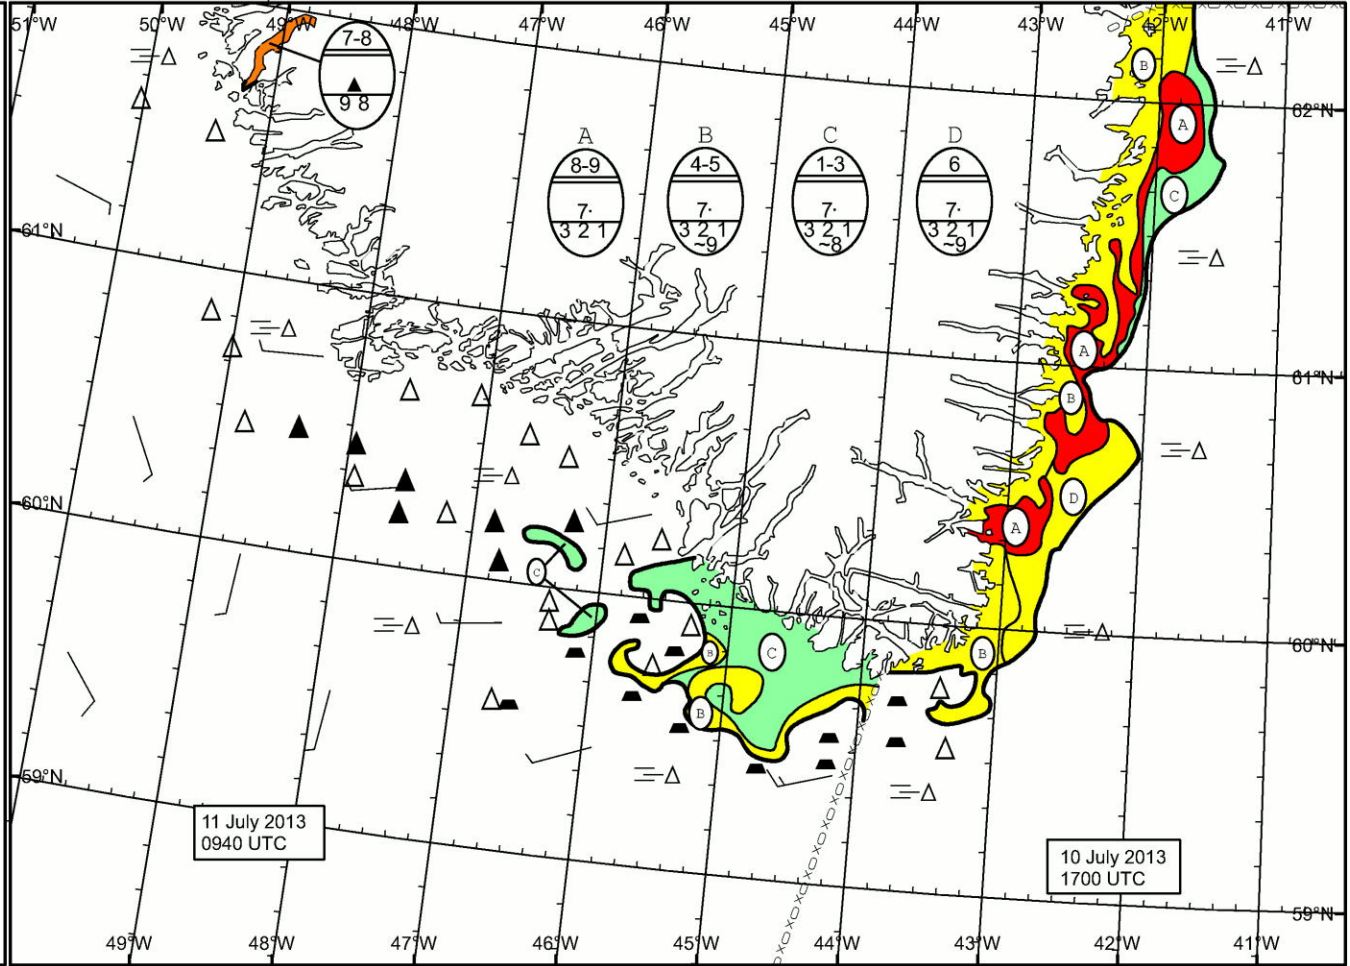 51°W 50°W 49°W 48°W 47°W 46°W 45°W 44°W 43°W 42°W 41°W
7-8
9 8
B
62°N
A
A B C D
8-9 4-5 1-3 6
7· 7· 7· 7·
3 2 1 3 2 1 3 2 1 3 2 1
~9 ~8 ~9
C
61°N
A
61°N
B
60°N
D
A
C
60°N
B C B
B
59°N
11 July 2013
0940 UTC
10 July 2013
1700 UTC
59°N
49°W 48°W 47°W 46°W 45°W 44°W 43°W 42°W 41°W